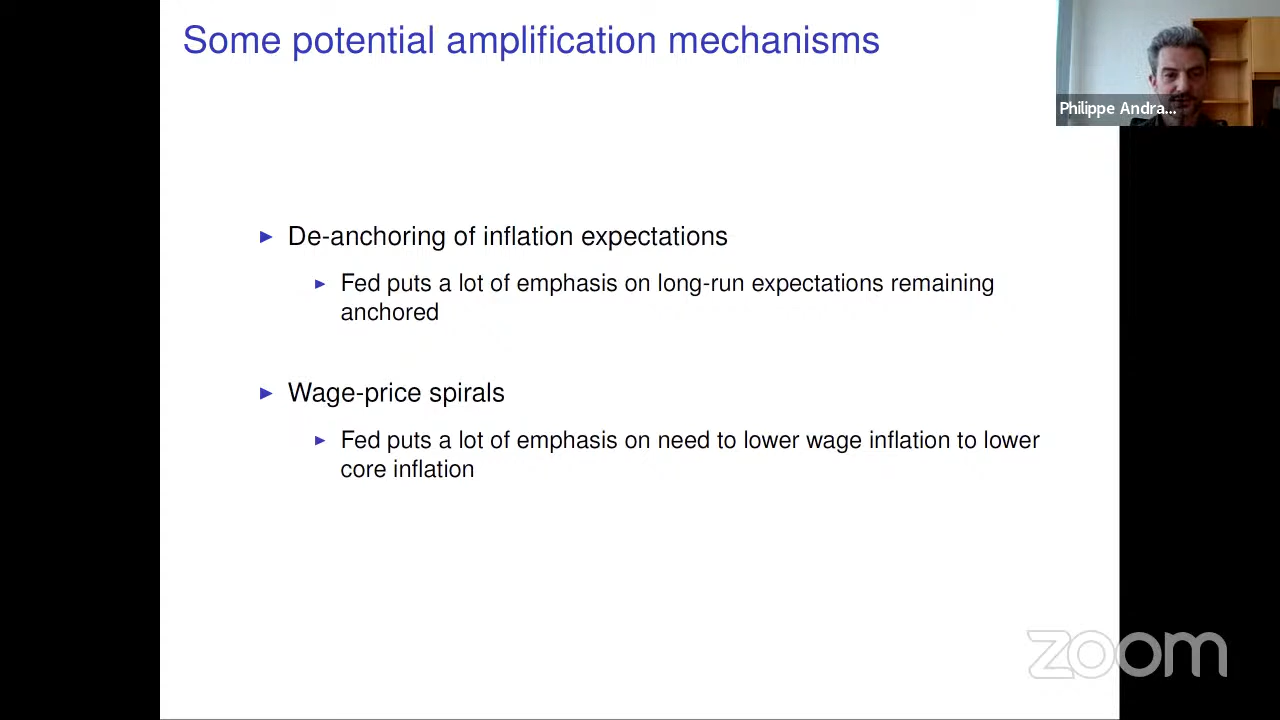 Some potential amplification mechanisms
Philippe Andra...
De-anchoring of inflation expectations
Fed puts a lot of emphasis on long-run expectations remaining
anchored
Wage-price spirals
Fed puts a lot of emphasis on need to lower wage inflation to lower
core inflation
zoom